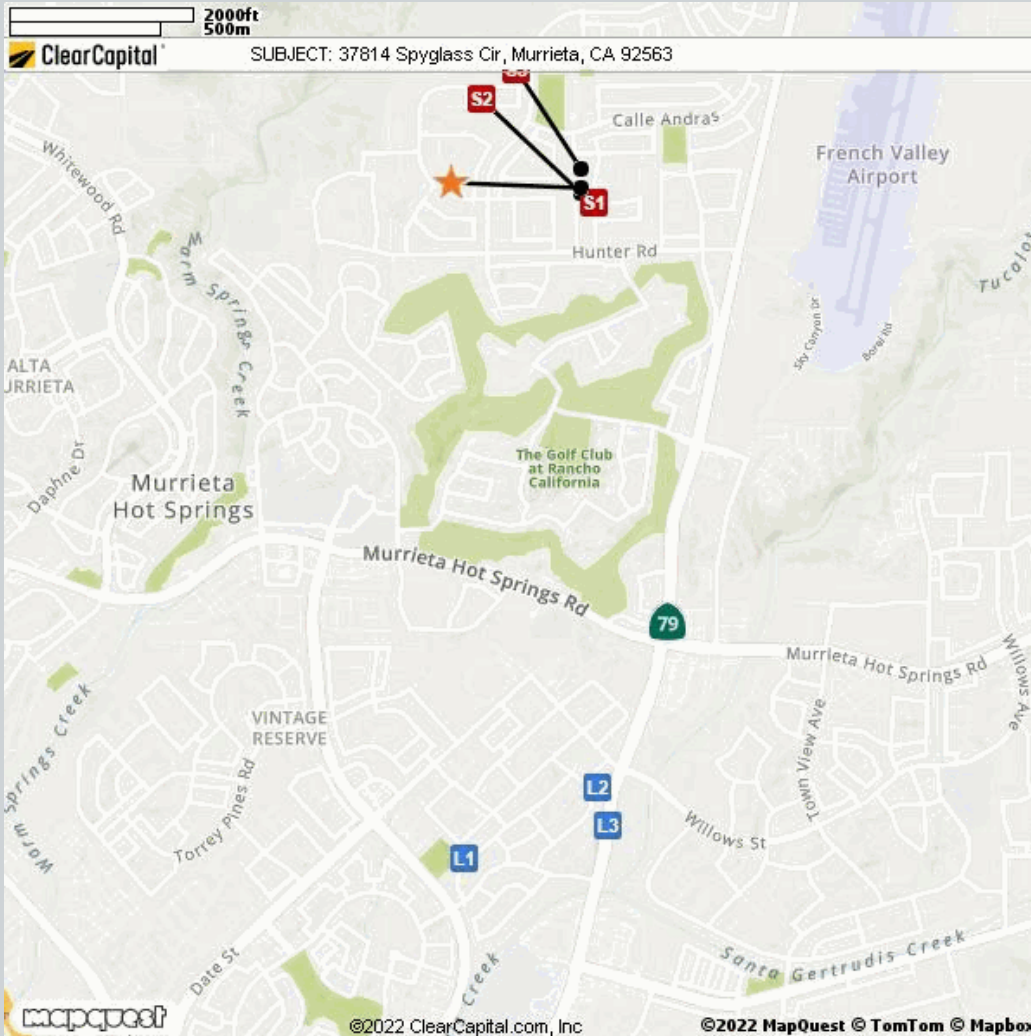 2000ft
500m
ClearCapital
SUBJECT: 37814 Spyglass Cir, Murrieta, CA 92563
S3
S2
Calle Andras
Whitewood Rd
French Valley
Airport
S1
Hunter Rd
Warm Springs Creek
Tucalot
Sky Canyon Dr
Borel Rd
ALTA
URRIETA
The Golf Club
at Rancho
California
Daphne Dr
Murrieta
Hot Springs
Murrieta Hot Springs Rd
79
Murrieta Hot Springs Rd
Willows Ave
Warm Springs Creek
VINTAGE
RESERVE
Town View Ave
L2
L3
Torrey Pines Rd
Willows St
L1
Date St
Creek
Santa Gertrudis Creek
mapquest
©2022 ClearCapital.com, Inc
©2022 MapQuest © TomTom © Mapbox